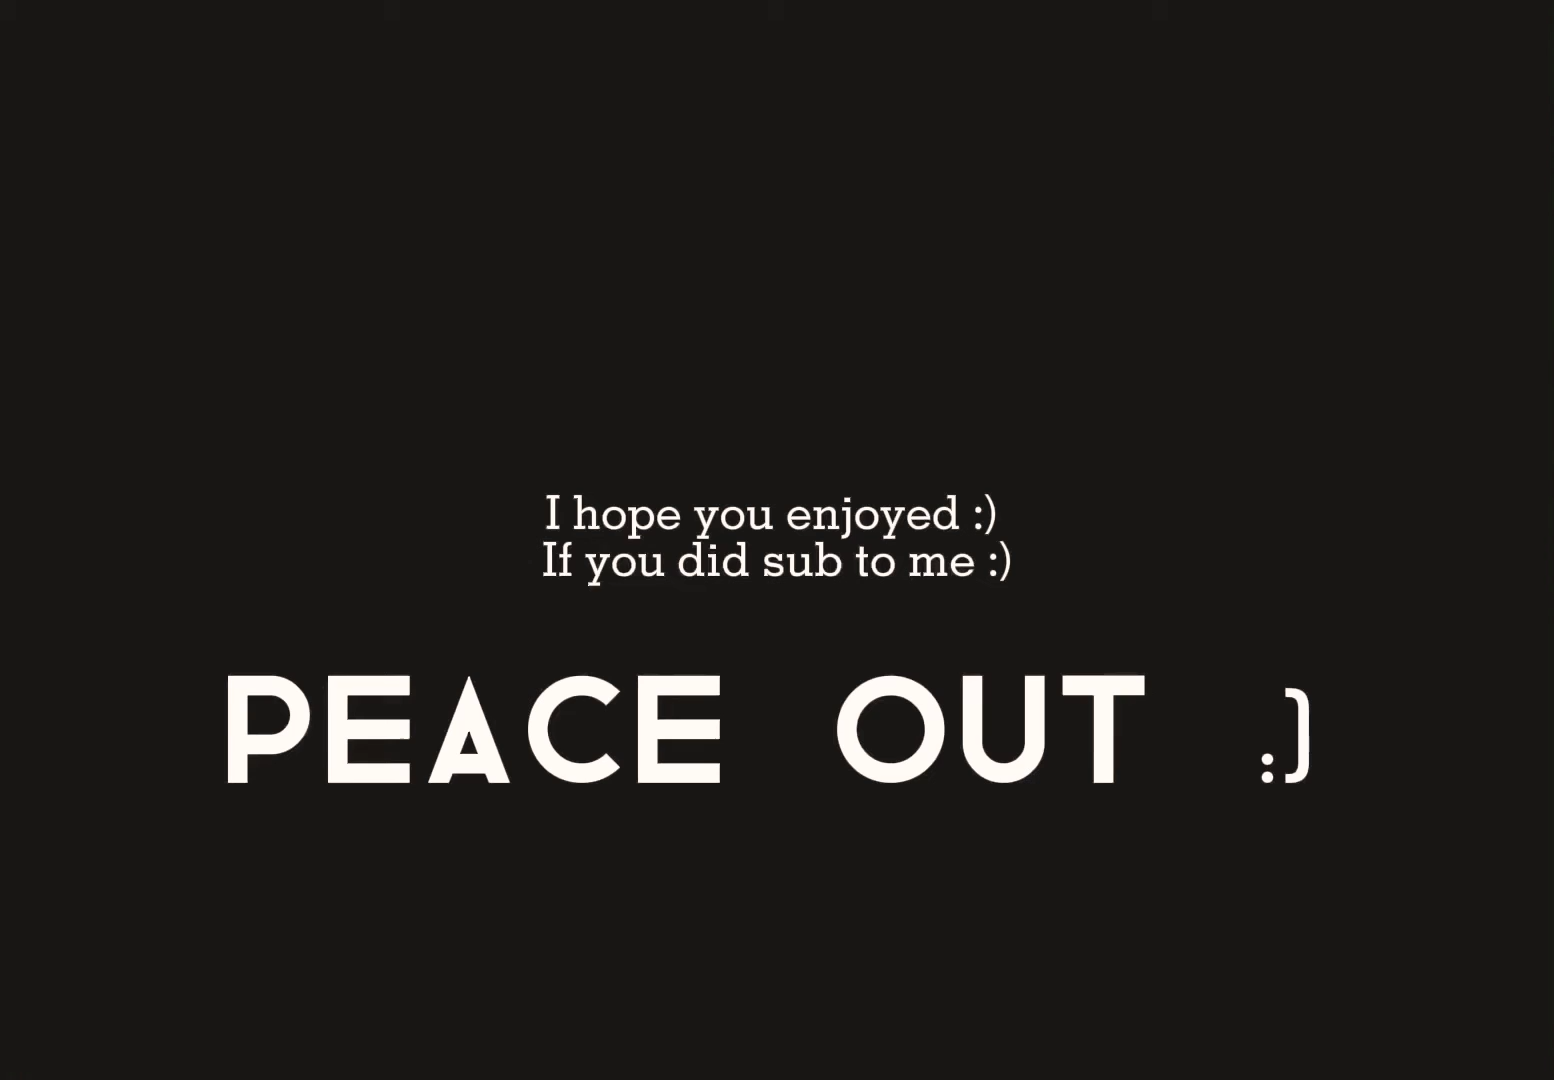 I hope you enjoyed :)
If you did sub to me :)
PEACE OUT :)